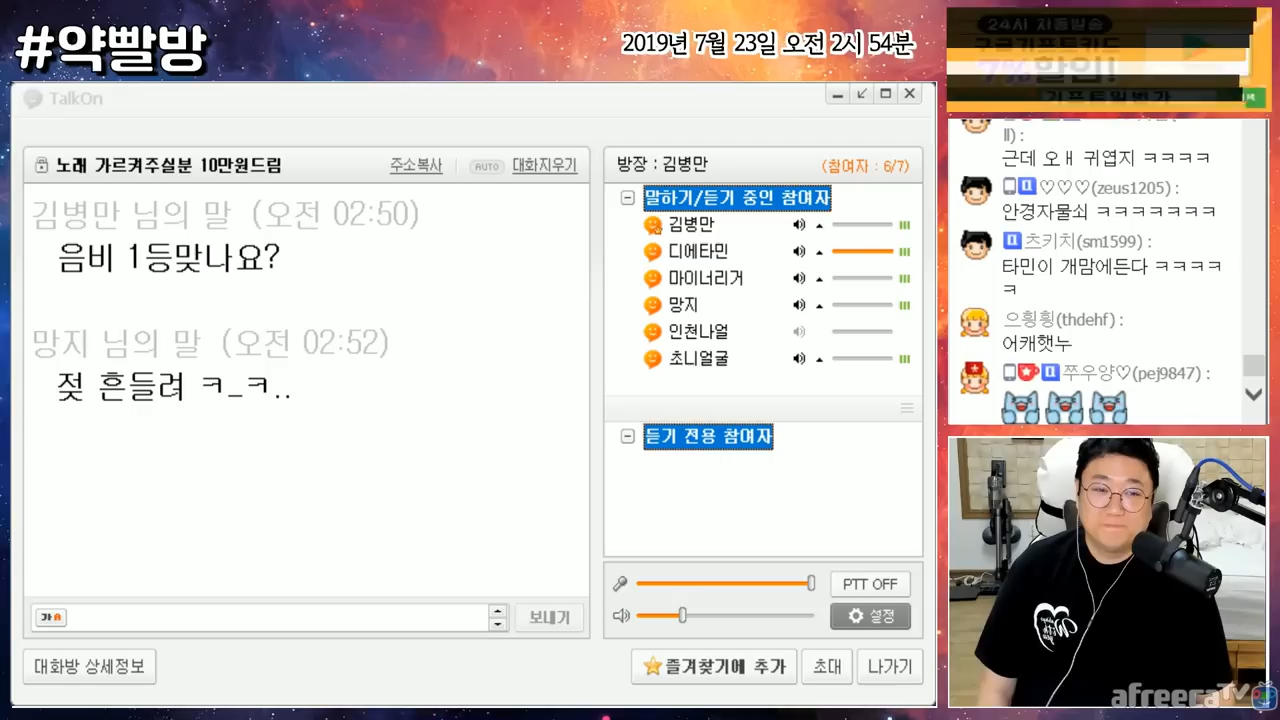 #약빨방
2019년 7월 23일 오전 2시 54분
24시 자동발송
7%할인!
TalkOn
노래 가르켜주실분 10만원드림
주소복사
AUTO
대화지우기
김병만 님의 말 (오전 02:50)
음비 1등맞나요?
망지 님의 말 (오전 02:52)
젖 흔들려 ㅋ_ㅋ..
가
보내기
대화방 상세정보
방장 : 김병만
(참여자 : 6/7)
말하기/듣기 중인 참여자
김병만
디에타민
마이너리거
망지
인천나얼
초니얼굴
듣기 전용 참여자
PTT OFF
설정
즐겨찾기에 추가
초대
나가기
ll) :
근데 오ㅐ 귀엽지 ㅋㅋㅋㅋ
♡♡♡(zeus1205) :
안경자물쇠 ㅋㅋㅋㅋㅋㅋㅋ
츠키치(sm1599) :
타민이 개맘에든다 ㅋㅋㅋㅋ
ㅋ
으횡횡(thdehf) :
어캐햇누
쭈우양♡(pej9847) :
afreecaTV